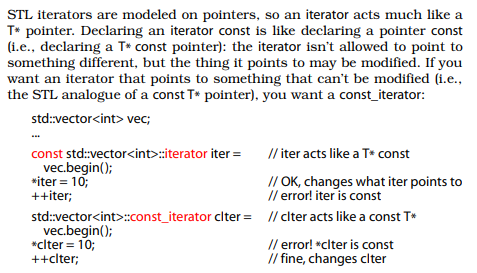 STL iterators are modeled on pointers, so an iterator acts much like a
T* pointer. Declaring an iterator const is like declaring a pointer const
(i.e., declaring a T* const pointer): the iterator isn't allowed to point to
something different, but the thing it points to may be modified. If you
want an iterator that points to something that can't be modified (i.e.,
the STL analogue of a const T* pointer), you want a const_iterator:
std::vector<int> vec;
...
const std::vector<int>::iterator iter = // iter acts like a T* const
vec.begin();
*iter = 10; // OK, changes what iter points to
++iter; // error! iter is const
std::vector<int>::const_iterator cIter = // cIter acts like a const T*
vec.begin();
*cIter = 10; // error! *cIter is const
++cIter; // fine, changes cIter